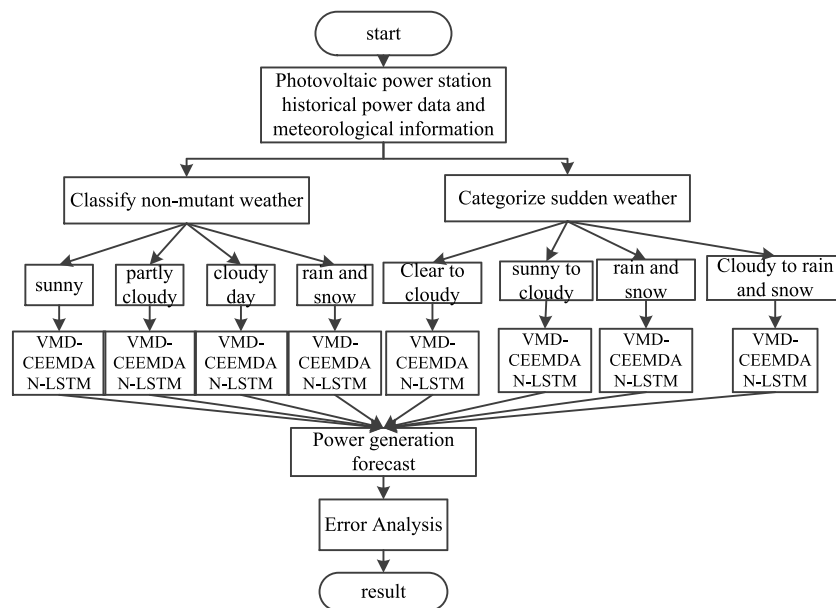 start
Photovoltaic power station
historical power data and
meteorological information
Classify non-mutant weather
Categorize sudden weather
sunny
partly
cloudy
cloudy
day
rain and
snow
Clear to
cloudy
sunny to
cloudy
rain and
snow
Cloudy to rain
and snow
VMD-
CEEMDA
N-LSTM
VMD-
CEEMDA
N-LSTM
VMD-
CEEMDA
N-LSTM
VMD-
CEEMDA
N-LSTM
VMD-
CEEMDA
N-LSTM
VMD-
CEEMDA
N-LSTM
VMD-
CEEMDA
N-LSTM
VMD-
CEEMDA
N-LSTM
Power generation
forecast
Error Analysis
result